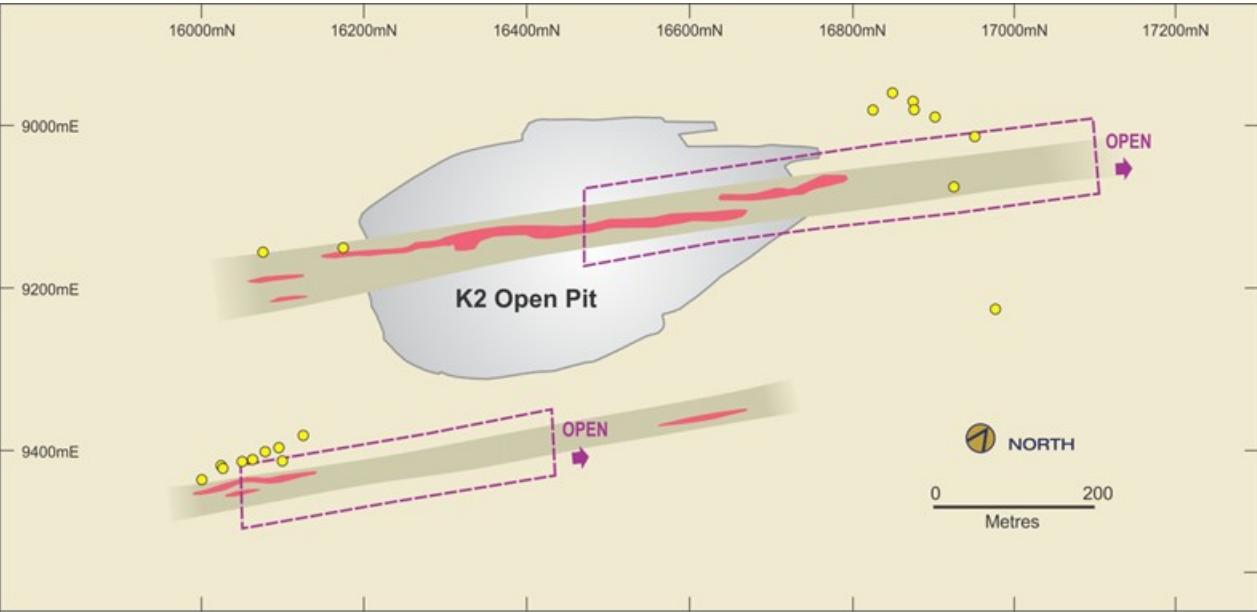 16000mN 16200mN 16400mN 16600mN 16800mN 17000mN 17200mN
9000mE
OPEN
9200mE
K2 Open Pit
OPEN
9400mE
NORTH
0 200
Metres